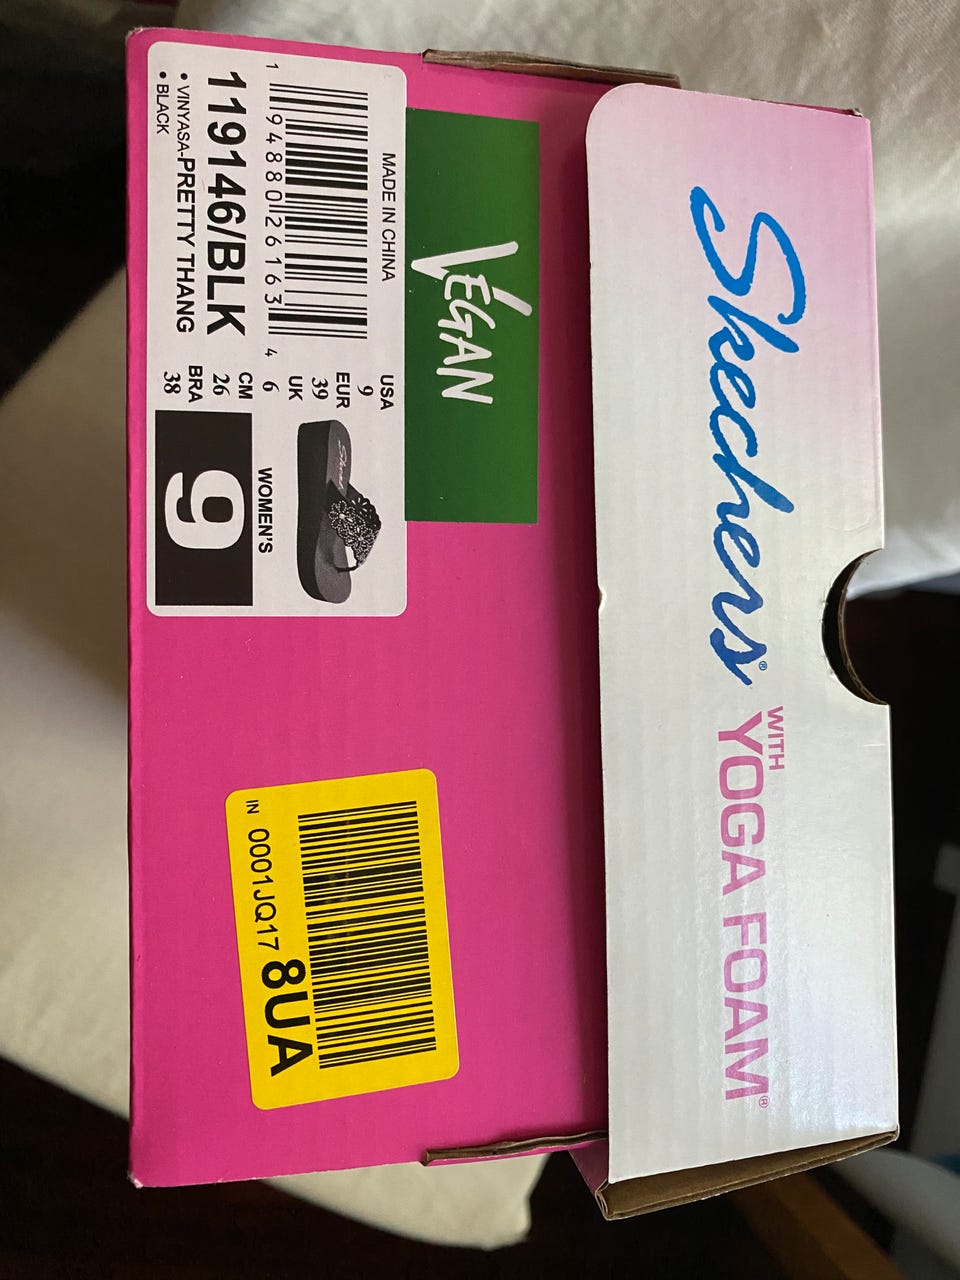 Skechers®
WITH
YOGA FOAM®
VEGAN
MADE IN CHINA
1 94880 26163 4
119146/BLK
• VINYASA-PRETTY THANG
• BLACK
USA
9
EUR
39
UK
6
CM
26
BRA
38
WOMEN'S
9
IN 0001JQ17 8UA